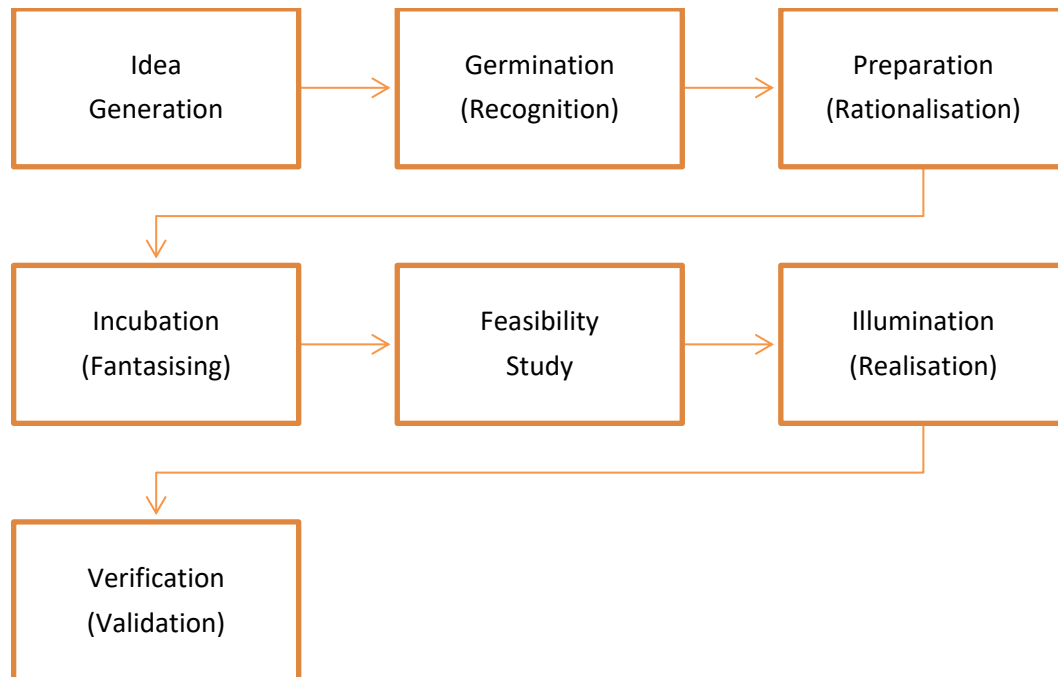 Idea
Generation
Germination
(Recognition)
Preparation
(Rationalisation)
Incubation
(Fantasising)
Feasibility
Study
Illumination
(Realisation)
Verification
(Validation)